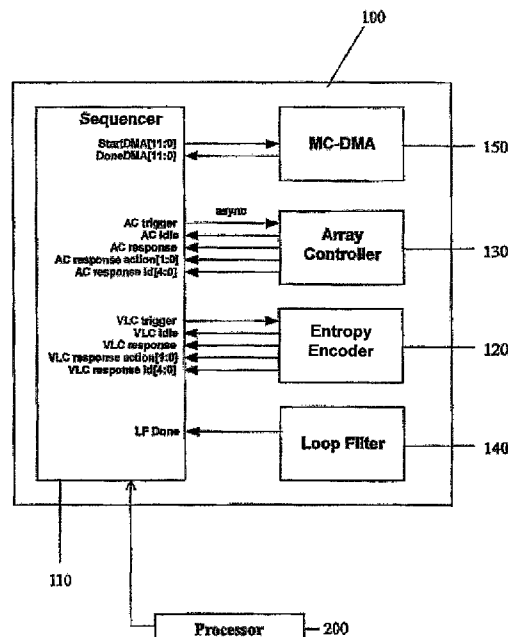 100
Sequencer
StartDMA[11:0]
DoneDMA[11:0]
MC-DMA
150
async
AC trigger
AC Idle
AC response
AC response action[1:0]
AC response id[4:0]
Array
Controller
130
VLC trigger
VLC idle
VLC response
VLC response action[1:0]
VLC response id[4:0]
Entropy
Encoder
120
LF Done
Loop Filter
140
110
Processor
200